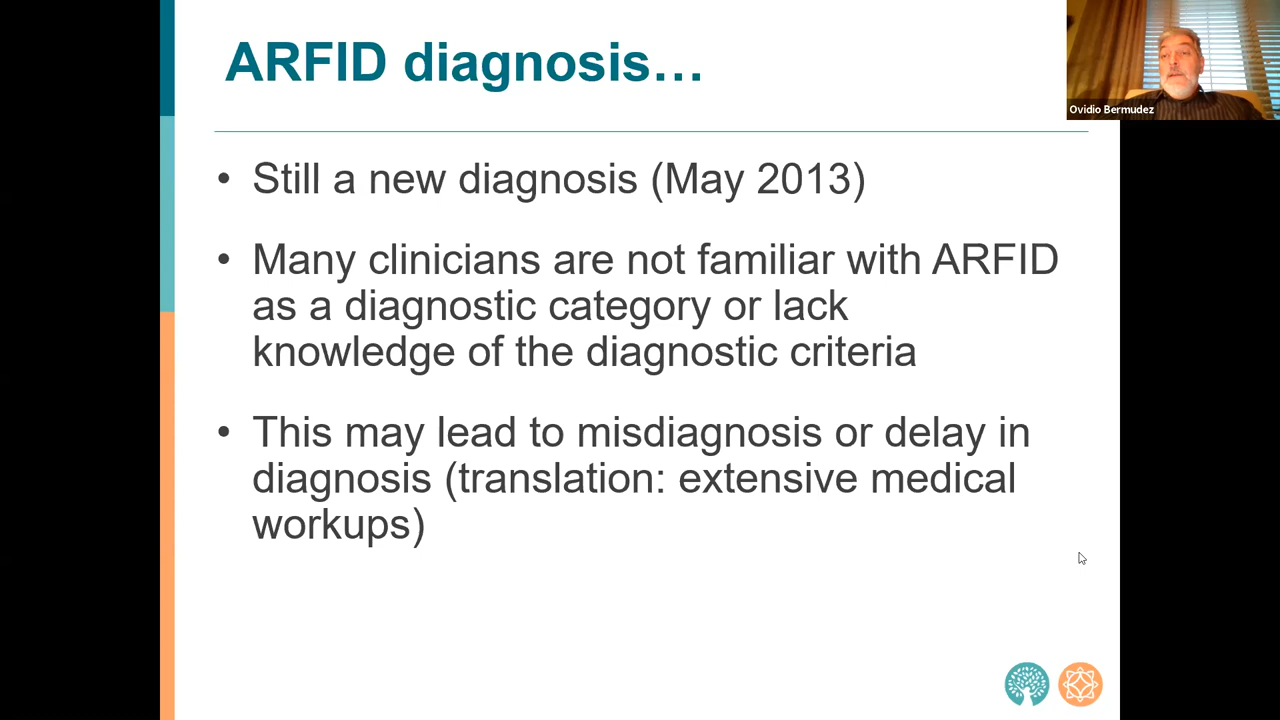 ARFID diagnosis…
Ovidio Bermudez
• Still a new diagnosis (May 2013)
• Many clinicians are not familiar with ARFID
as a diagnostic category or lack
knowledge of the diagnostic criteria
• This may lead to misdiagnosis or delay in
diagnosis (translation: extensive medical
workups)